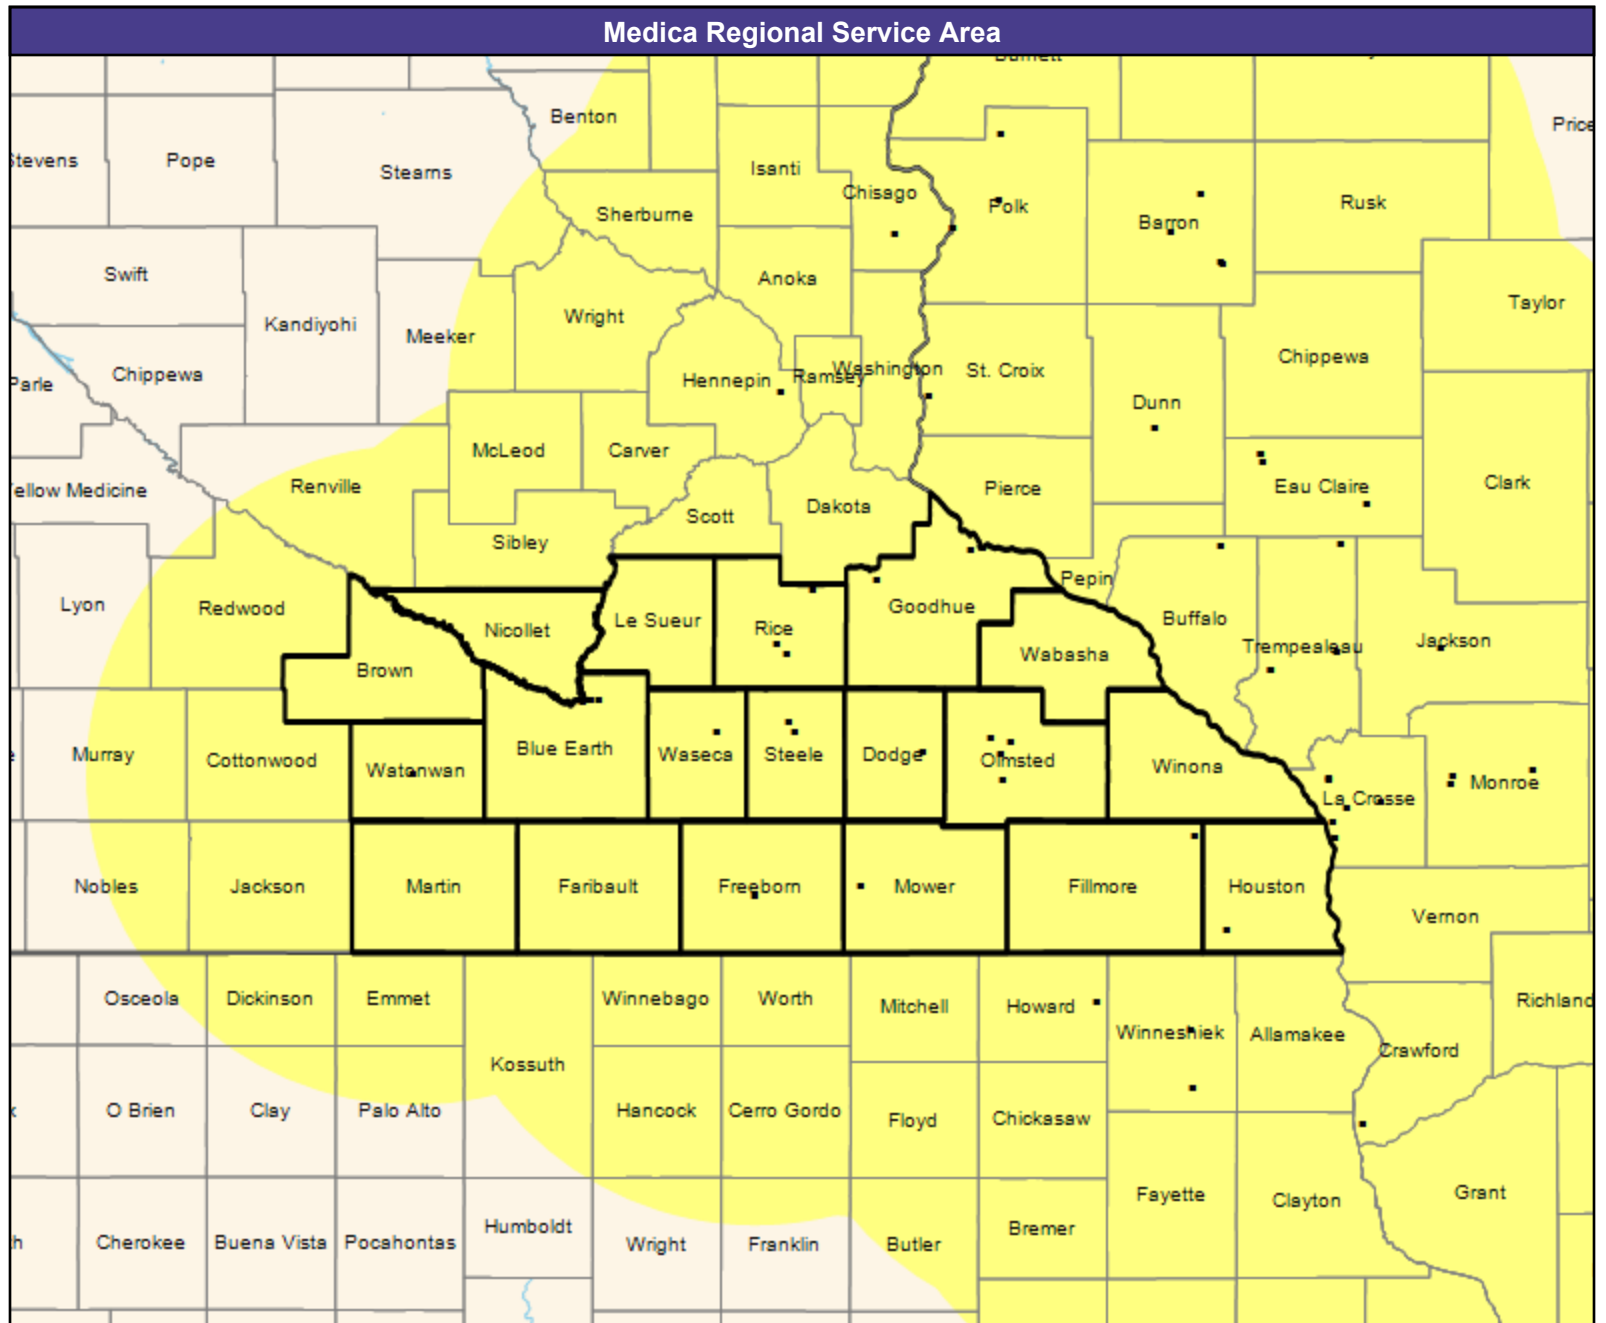 Medica Regional Service Area
Burnett
Benton
Price
Stevens
Pope
Stearns
Isanti
Chisago
Polk
Barron
Rusk
Sherburne
Swift
Anoka
Taylor
Kandiyohi
Wright
Meeker
Chippewa
Chippewa
Parle
Hennepin
Ramsey
Washington
St. Croix
Dunn
McLeod
Carver
Clark
Renville
Yellow Medicine
Pierce
Eau Claire
Scott
Dakota
Sibley
Pepin
Lyon
Redwood
Nicollet
Le Sueur
Rice
Goodhue
Buffalo
Trempealeau
Jackson
Wabasha
Brown
Murray
Cottonwood
Watonwan
Blue Earth
Waseca
Steele
Dodge
Olmsted
Winona
La Crosse
Monroe
Nobles
Jackson
Martin
Faribault
Freeborn
Mower
Fillmore
Houston
Vernon
Osceola
Dickinson
Emmet
Winnebago
Worth
Mitchell
Howard
Richland
Winneshiek
Allamakee
Crawford
Kossuth
O Brien
Clay
Palo Alto
Hancock
Cerro Gordo
Floyd
Chickasaw
Fayette
Clayton
Grant
Cherokee
Buena Vista
Pocahontas
Humboldt
Wright
Franklin
Butler
Bremer